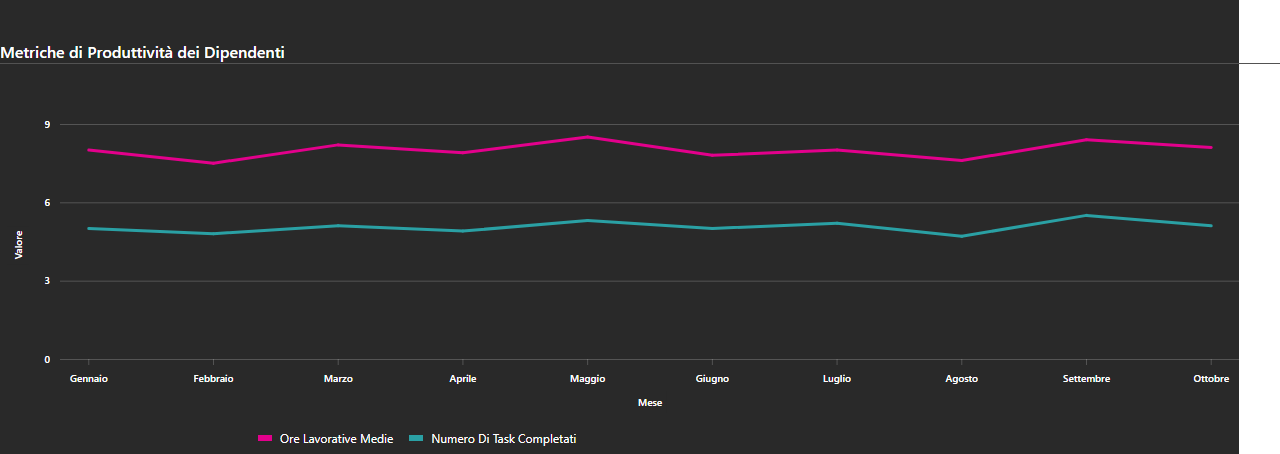 Metriche di Produttività dei Dipendenti
9
6
3
0
Valore
Gennaio Febbraio Marzo Aprile Maggio Giugno Luglio Agosto Settembre Ottobre
Mese
Ore Lavorative Medie Numero Di Task Completati